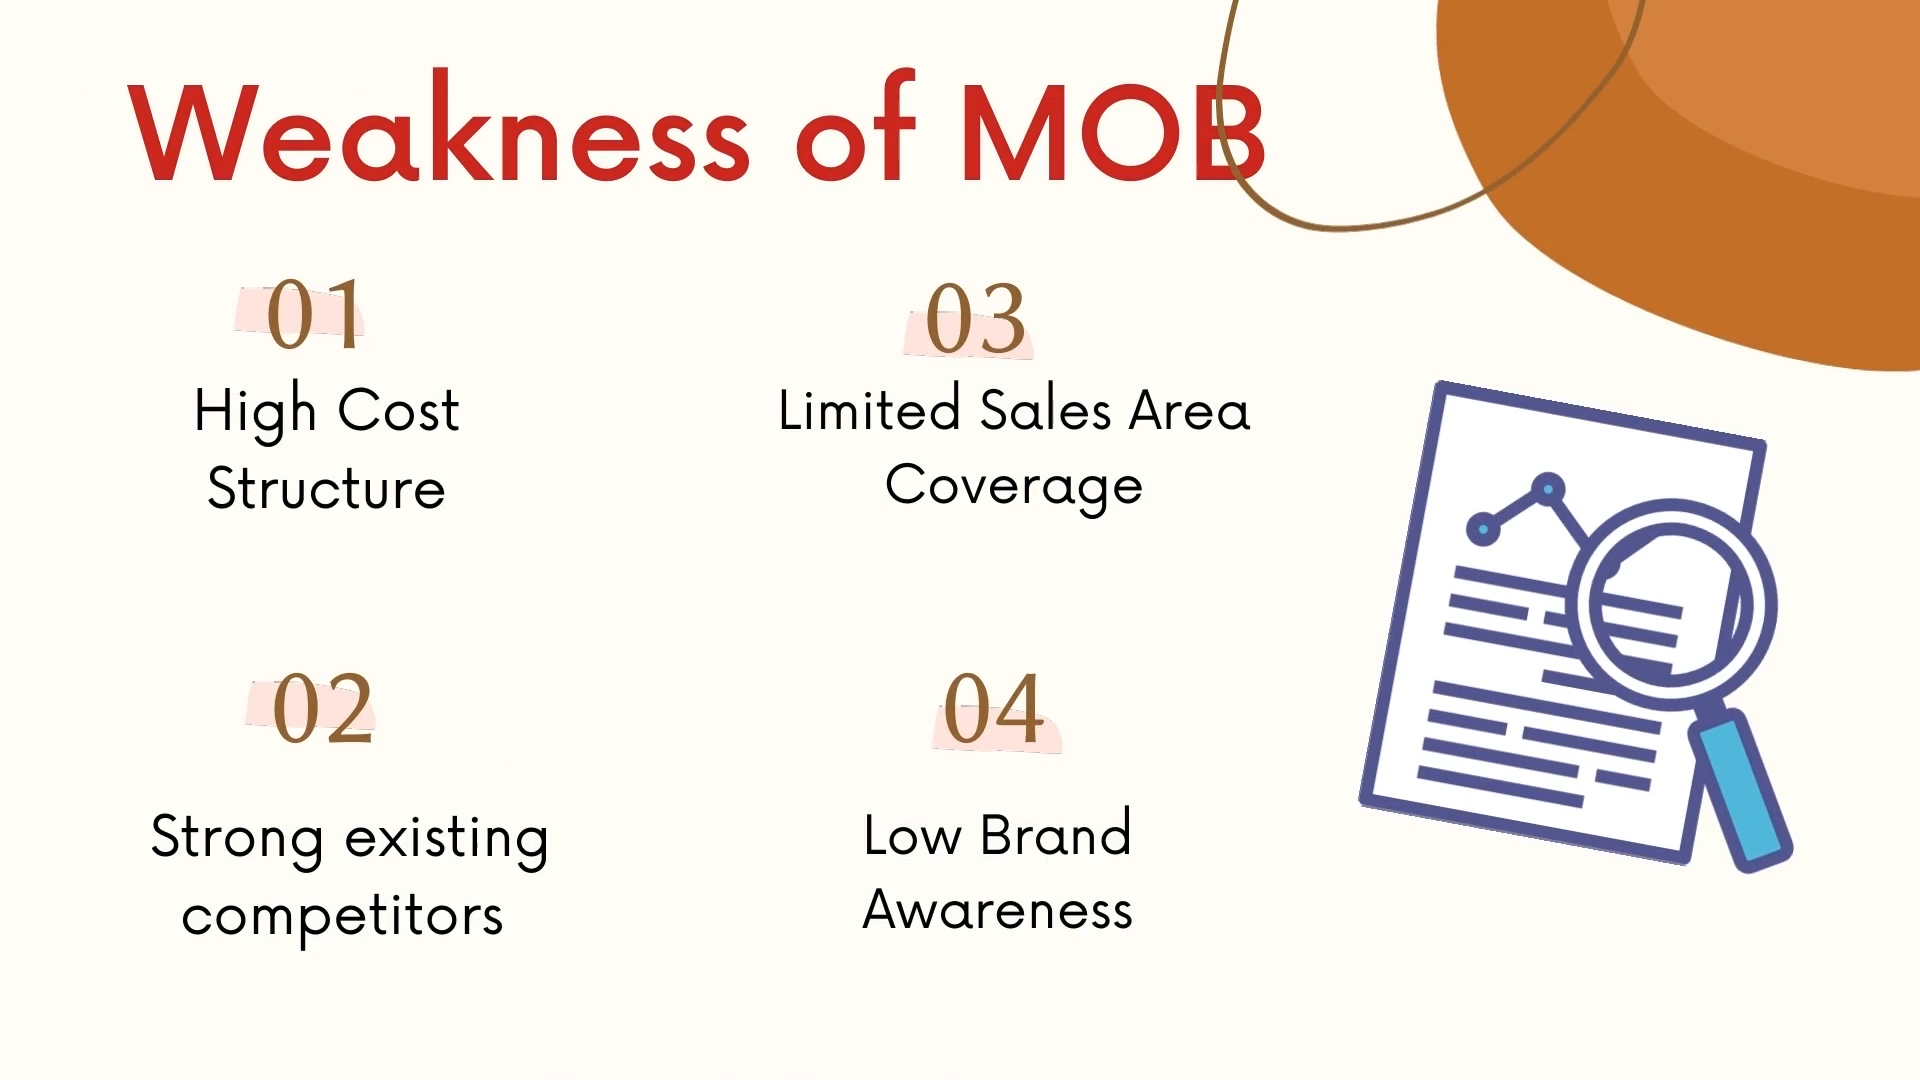 Weakness of MOB
01
High Cost
Structure
02
Strong existing
competitors
03
Limited Sales Area
Coverage
04
Low Brand
Awareness